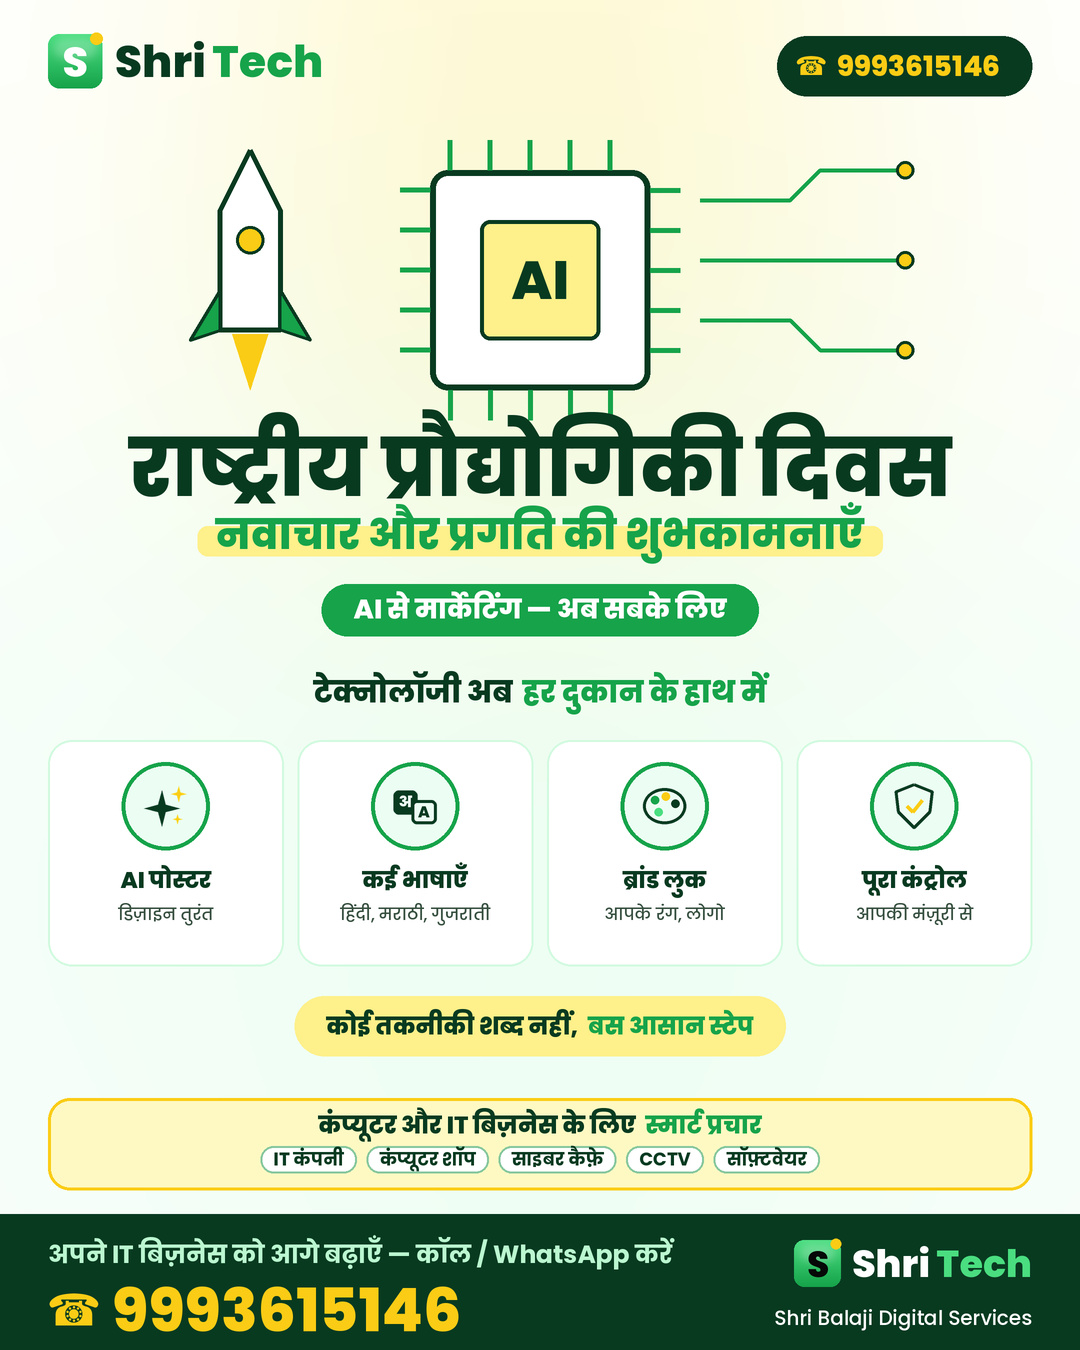 S Shri Tech
☎ 9993615146
AI
राष्ट्रीय प्रौद्योगिकी दिवस
नवाचार और प्रगति की शुभकामनाएँ
AI से मार्केटिंग — अब सबके लिए
टेक्नोलॉजी अब हर दुकान के हाथ में
अ A
AI पोस्टर
डिज़ाइन तुरंत
कई भाषाएँ
हिंदी, मराठी, गुजराती
ब्रांड लुक
आपके रंग, लोगो
पूरा कंट्रोल
आपकी मंज़ूरी से
कोई तकनीकी शब्द नहीं, बस आसान स्टेप
कंप्यूटर और IT बिज़नेस के लिए स्मार्ट प्रचार
IT कंपनी कंप्यूटर शॉप साइबर कैफ़े CCTV सॉफ़्टवेयर
अपने IT बिज़नेस को आगे बढ़ाएँ — कॉल / WhatsApp करें
☎ 9993615146
S Shri Tech
Shri Balaji Digital Services